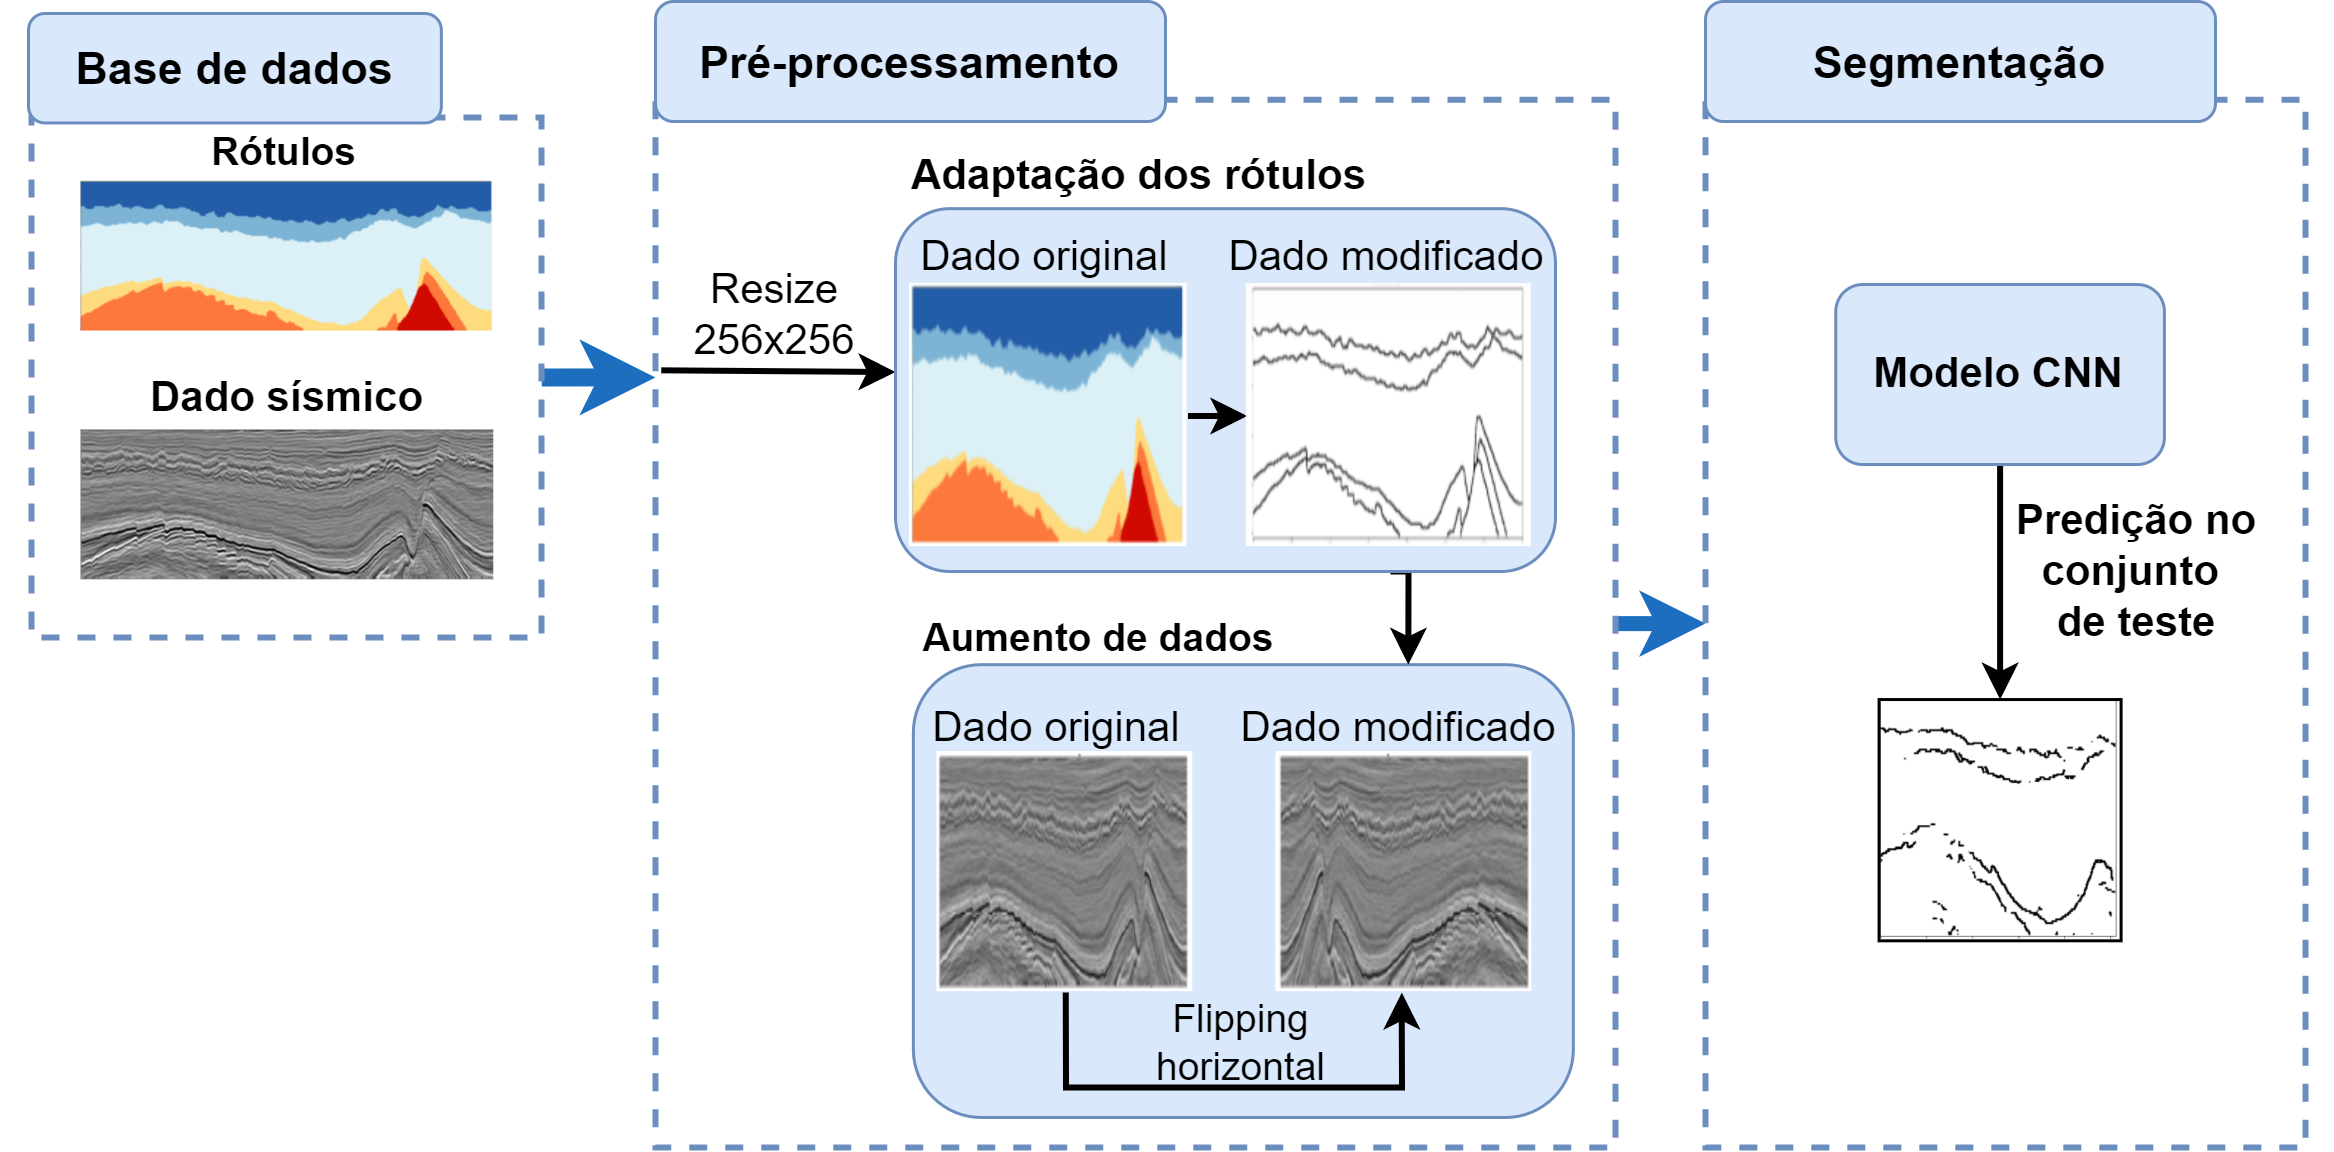 Base de dados
Rótulos
Dado sísmico
Pré-processamento
Resize
256x256
Adaptação dos rótulos
Dado original
Dado modificado
Aumento de dados
Dado original
Dado modificado
Flipping
horizontal
Segmentação
Modelo CNN
Predição no
conjunto
de teste